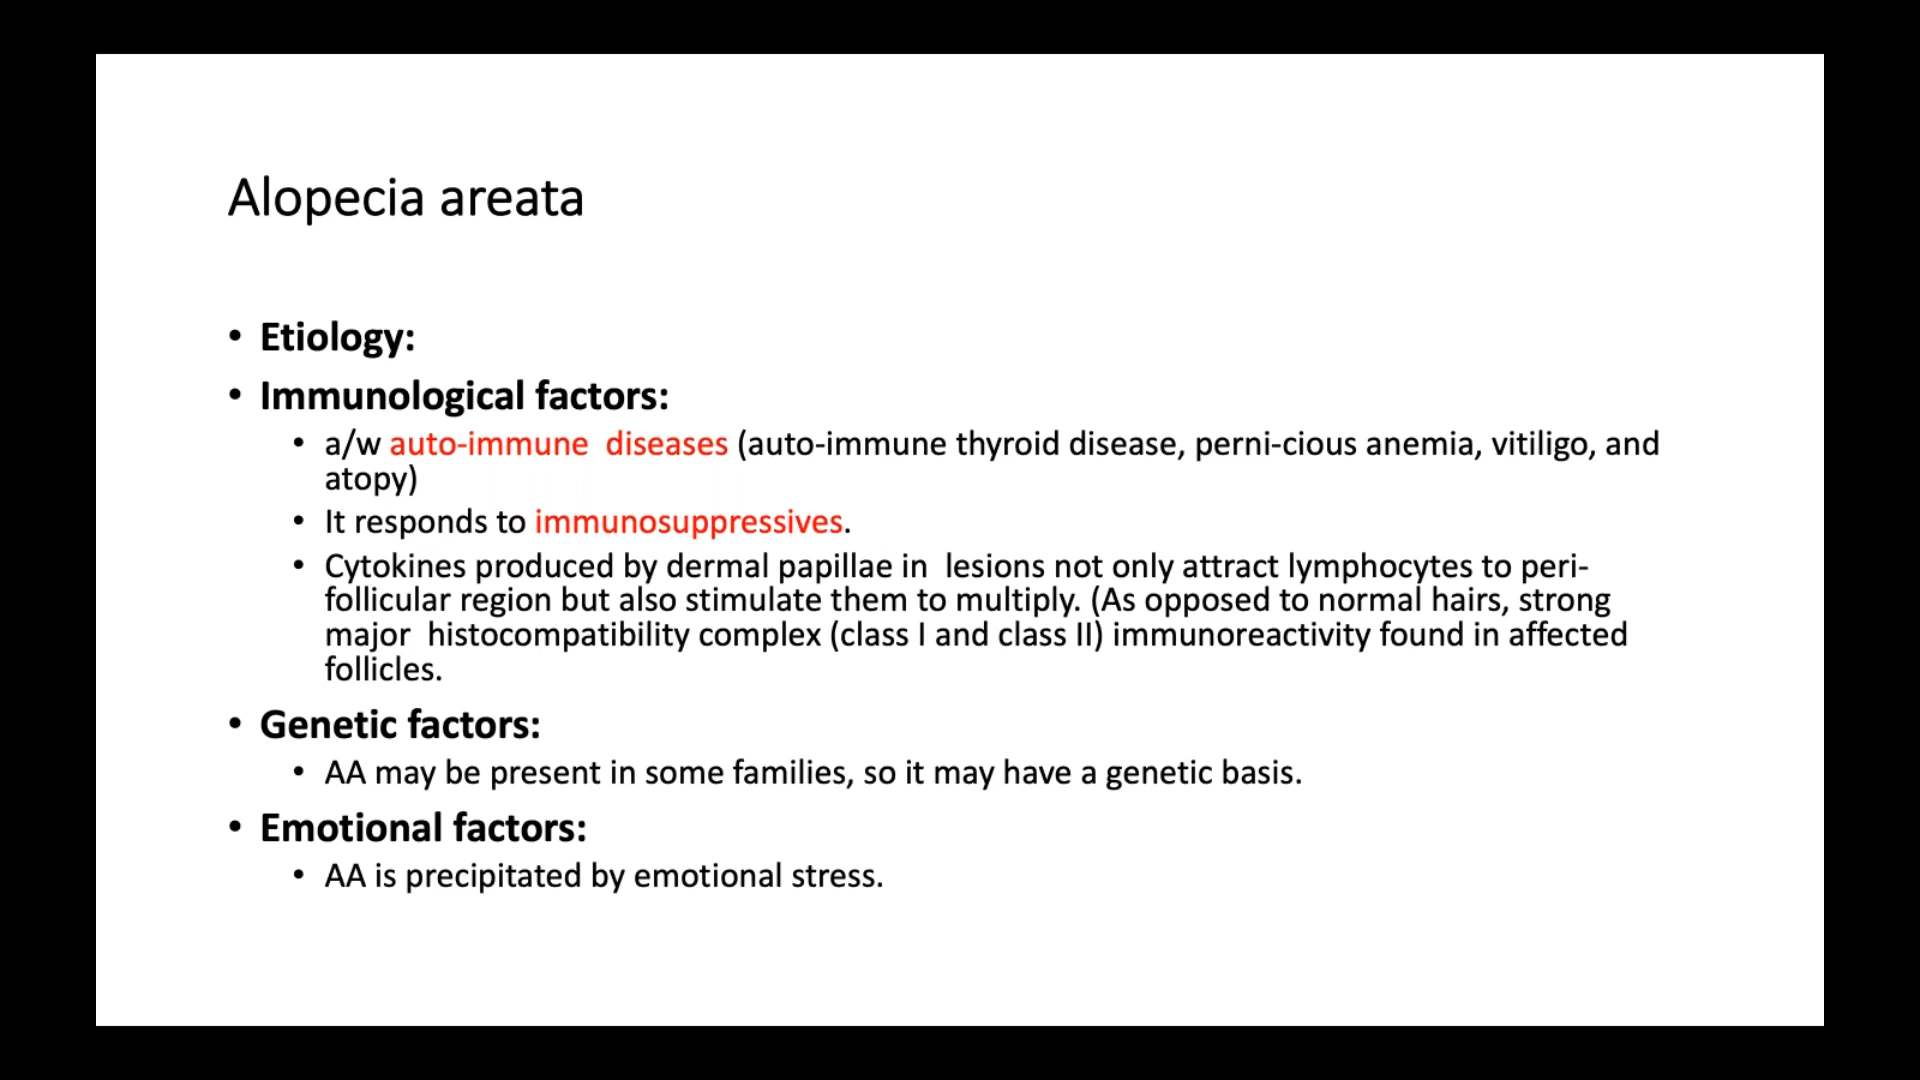 Alopecia areata
• Etiology:
• Immunological factors:
• a/w auto-immune  diseases (auto-immune thyroid disease, perni-cious anemia, vitiligo, and
atopy)
• It responds to immunosuppressives.
• Cytokines produced by dermal papillae in  lesions not only attract lymphocytes to peri-
follicular region but also stimulate them to multiply. (As opposed to normal hairs, strong
major  histocompatibility complex (class I and class II) immunoreactivity found in affected
follicles.
• Genetic factors:
• AA may be present in some families, so it may have a genetic basis.
• Emotional factors:
• AA is precipitated by emotional stress.